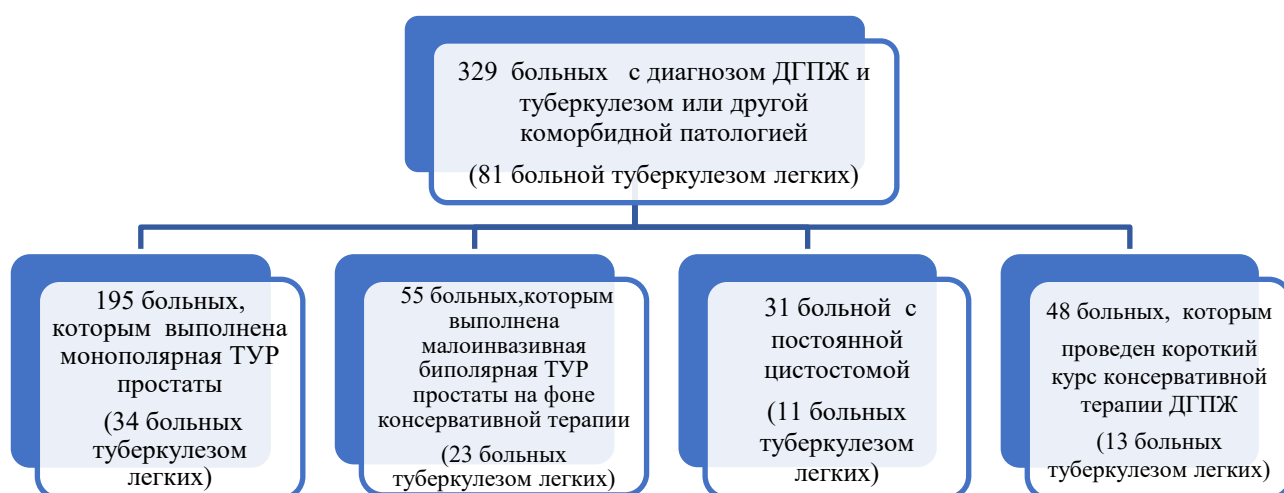 329 больных с диагнозом ДГПЖ и
туберкулезом или другой
коморбидной патологией
(81 больной туберкулезом легких)
195 больных,
которым выполнена
монополярная ТУР
простаты
(34 больных
туберкулезом
легких)
55 больных,которым
выполнена
малоинвазивная
биполярная ТУР
простаты на фоне
консервативной терапии
(23 больных
туберкулезом легких)
31 больной с
постоянной
цистостомой
(11 больных
туберкулезом
легких)
48 больных, которым
проведен короткий
курс консервативной
терапии ДГПЖ
(13 больных
туберкулезом легких)